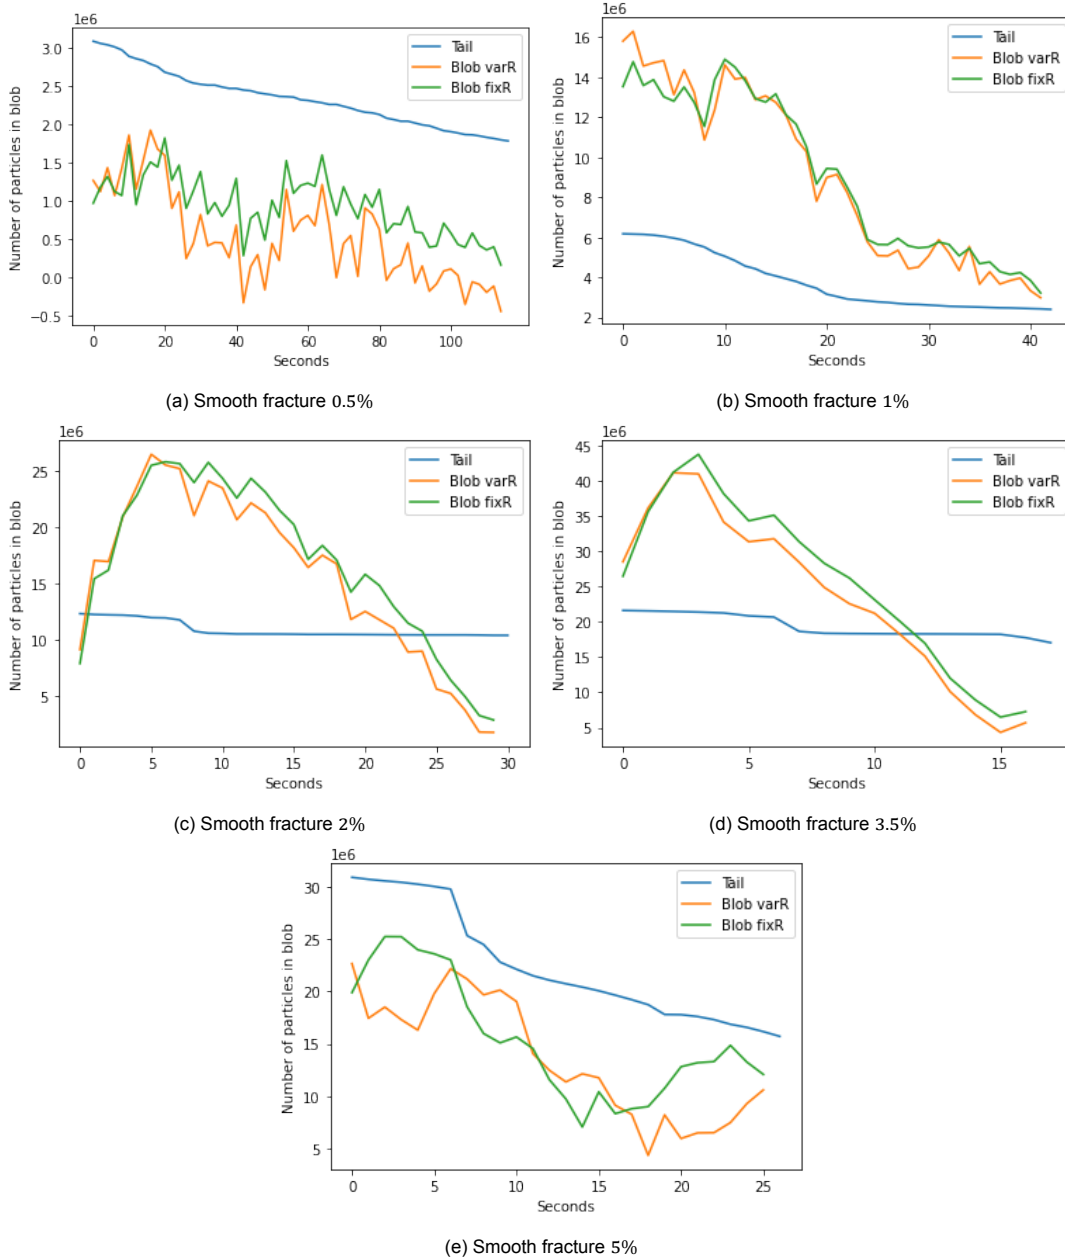 1e6
Number of particles in blob
3.0
2.5
2.0
1.5
1.0
0.5
0.0
−0.5
Tail
Blob varR
Blob fixR
0 20 40 60 80 100
Seconds
(a) Smooth fracture 0.5%
1e6
Number of particles in blob
16
14
12
10
8
6
4
2
Tail
Blob varR
Blob fixR
0 10 20 30 40
Seconds
(b) Smooth fracture 1%
1e6
Number of particles in blob
25
20
15
10
5
Tail
Blob varR
Blob fixR
0 5 10 15 20 25 30
Seconds
(c) Smooth fracture 2%
1e6
Number of particles in blob
45
40
35
30
25
20
15
10
5
Tail
Blob varR
Blob fixR
0 5 10 15
Seconds
(d) Smooth fracture 3.5%
1e6
Number of particles in blob
30
25
20
15
10
5
Tail
Blob varR
Blob fixR
0 5 10 15 20 25
Seconds
(e) Smooth fracture 5%